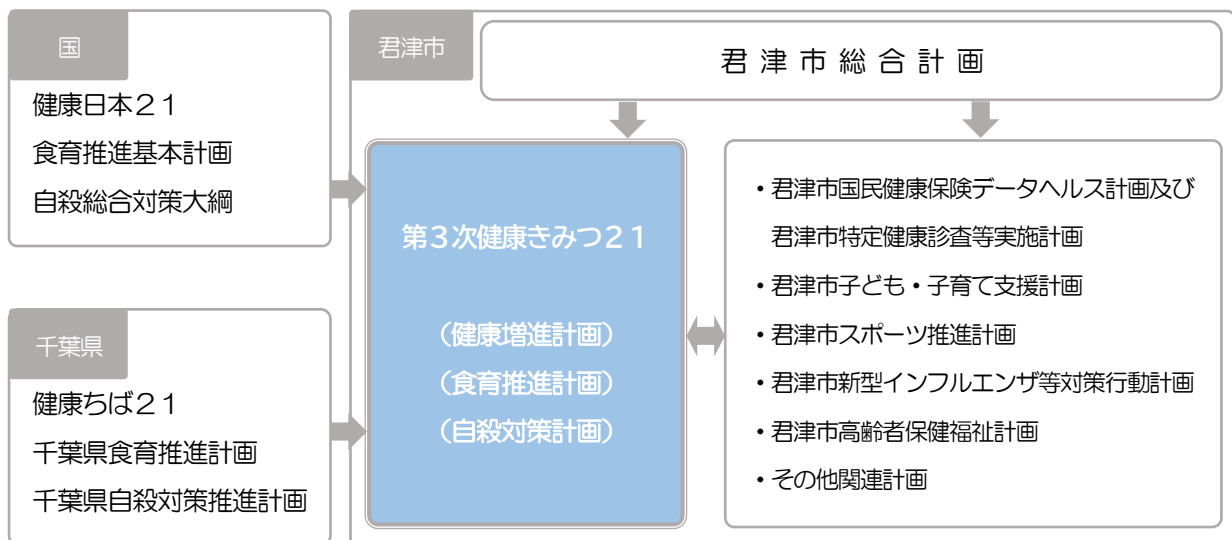 国
健康日本２１
食育推進基本計画
自殺総合対策大綱
千葉県
健康ちば２１
千葉県食育推進計画
千葉県自殺対策推進計画
君津市
君津市総合計画
第３次健康きみつ２１
（健康増進計画）
（食育推進計画）
（自殺対策計画）
・君津市国民健康保険データヘルス計画及び
君津市特定健康診査等実施計画
・君津市子ども・子育て支援計画
・君津市スポーツ推進計画
・君津市新型インフルエンザ等対策行動計画
・君津市高齢者保健福祉計画
・その他関連計画